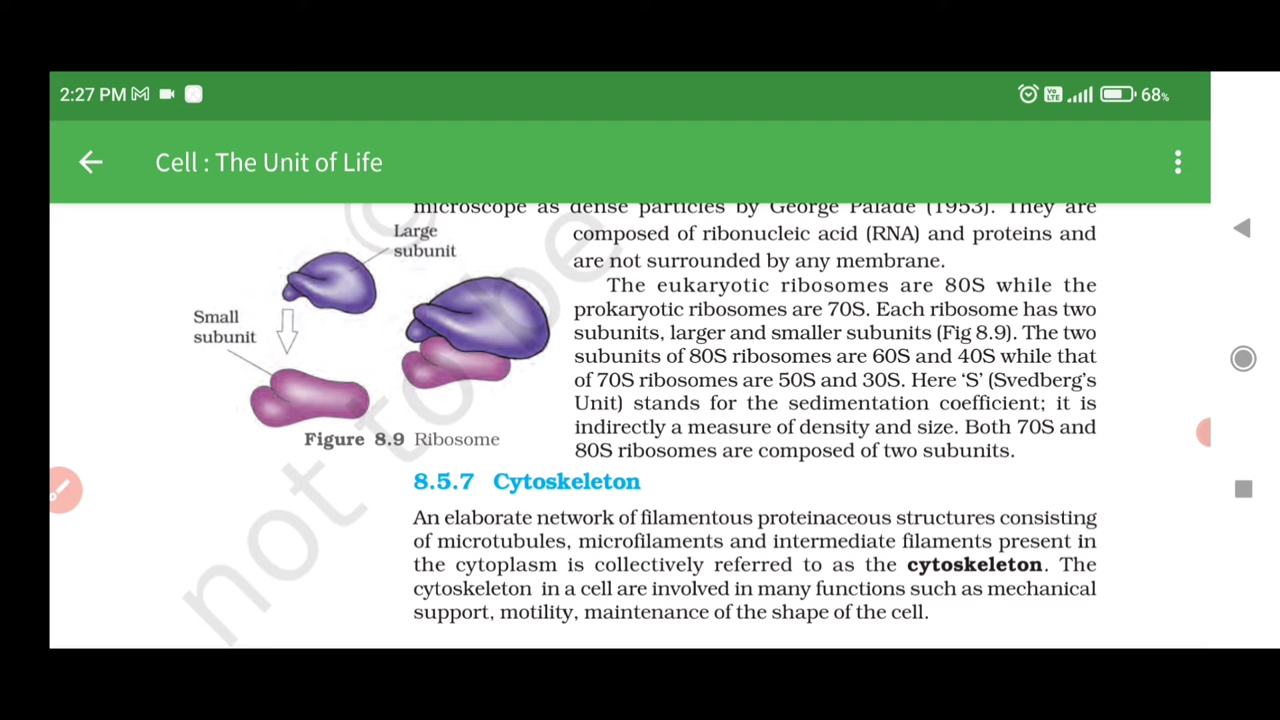 2:27 PM
Vo LTE 68%
Cell : The Unit of Life
microscope as dense particles by George Palade (1953). They are
composed of ribonucleic acid (RNA) and proteins and
are not surrounded by any membrane.
The eukaryotic ribosomes are 80S while the
prokaryotic ribosomes are 70S. Each ribosome has two
subunits, larger and smaller subunits (Fig 8.9). The two
subunits of 80S ribosomes are 60S and 40S while that
of 70S ribosomes are 50S and 30S. Here ‘S’ (Svedberg’s
Unit) stands for the sedimentation coefficient; it is
indirectly a measure of density and size. Both 70S and
80S ribosomes are composed of two subunits.
Large
subunit
Small
subunit
Figure 8.9 Ribosome
8.5.7 Cytoskeleton
An elaborate network of filamentous proteinaceous structures consisting
of microtubules, microfilaments and intermediate filaments present in
the cytoplasm is collectively referred to as the cytoskeleton. The
cytoskeleton in a cell are involved in many functions such as mechanical
support, motility, maintenance of the shape of the cell.
©
not to be